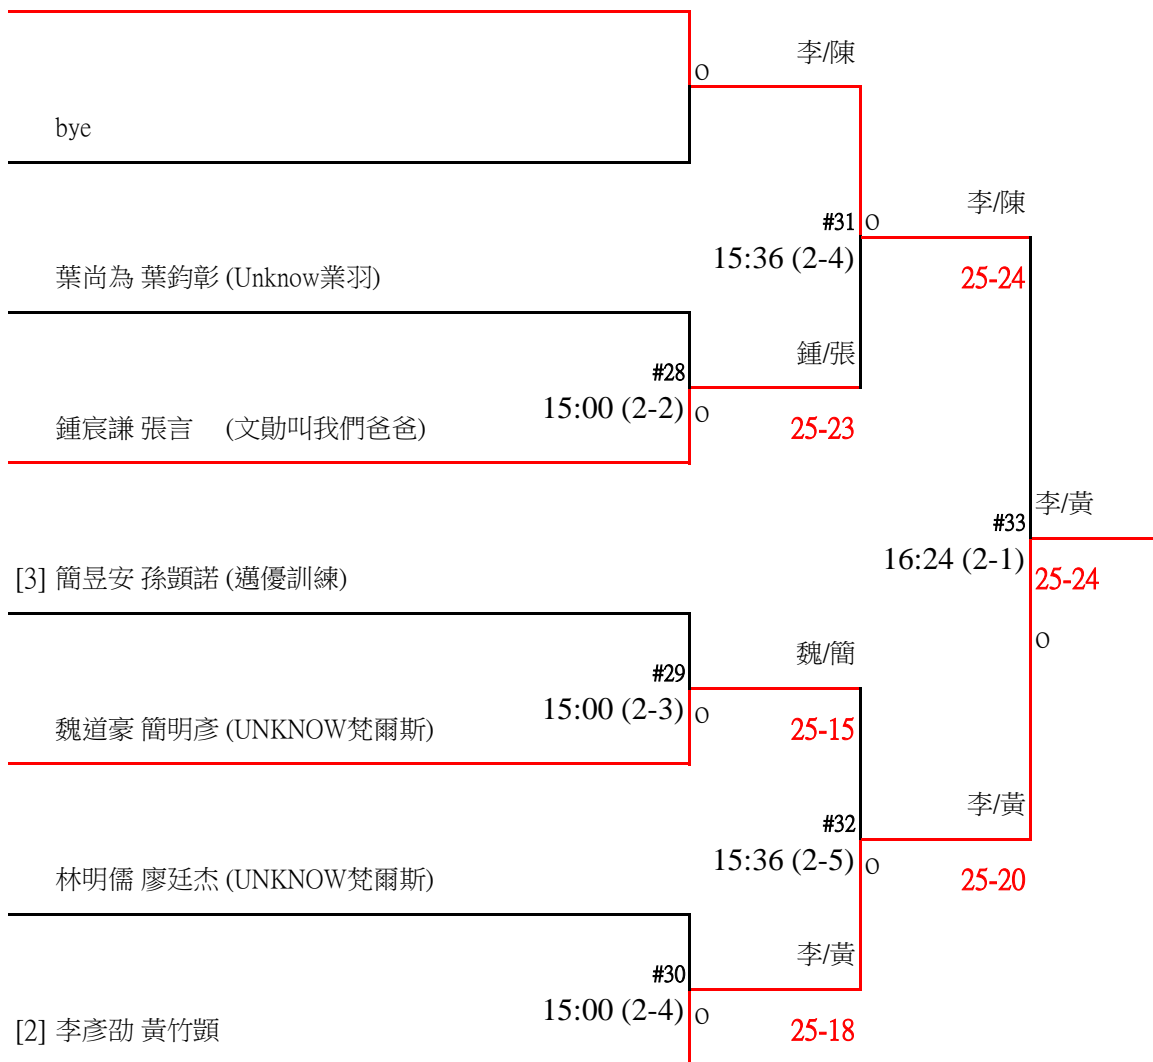 李/陳
O
bye
李/陳
#31 O
15:36 (2-4)
葉尚為 葉鈞彰 (Unknow業羽)
25-24
鍾/張
#28
15:00 (2-2) O
鍾宸謙 張言 (文勛叫我們爸爸)
25-23
李/黃
#33
16:24 (2-1)
[3] 簡昱安 孫顗諾 (邁優訓練)
25-24
O
魏/簡
#29
15:00 (2-3) O
魏道豪 簡明彥 (UNKNOW梵爾斯)
25-15
李/黃
#32
15:36 (2-5) O
林明儒 廖廷杰 (UNKNOW梵爾斯)
25-20
李/黃
#30
15:00 (2-4) O
[2] 李彥劭 黃竹顗
25-18